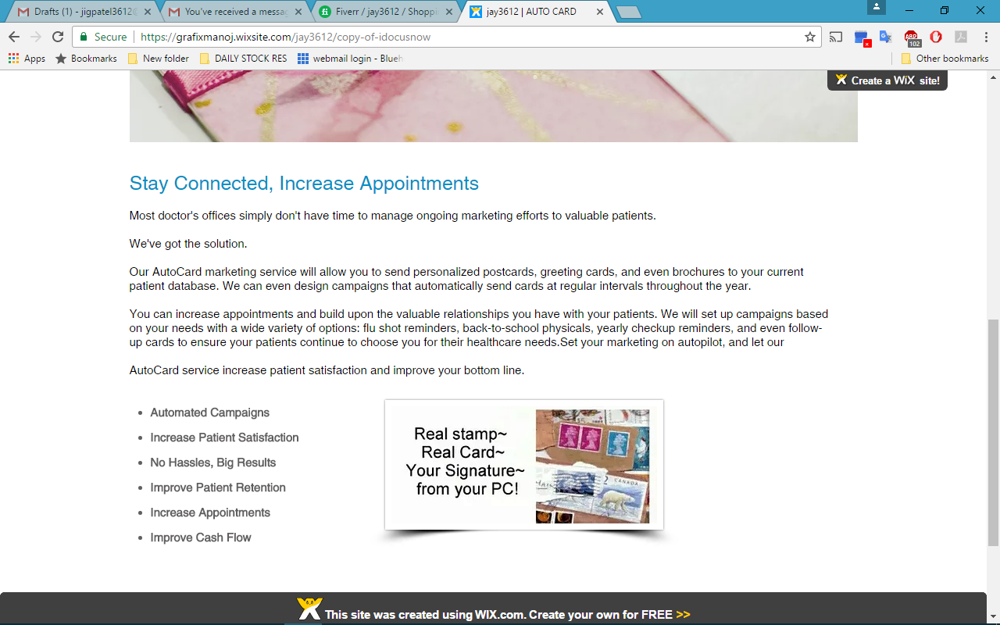 Drafts (1) - jigpatel3612@
You've received a messag
Fiverr / jay3612 / Shoppi
jay3612 | AUTO CARD
Secure
https://grafixmanoj.wixsite.com/jay3612/copy-of-idocusnow
ABP
102
Apps
Bookmarks
New folder
DAILY STOCK RES
webmail login - Blueh
Other bookmarks
Create a WiX site!
Stay Connected, Increase Appointments
Most doctor's offices simply don't have time to manage ongoing marketing efforts to valuable patients.
We've got the solution.
Our AutoCard marketing service will allow you to send personalized postcards, greeting cards, and even brochures to your current
patient database. We can even design campaigns that automatically send cards at regular intervals throughout the year.
You can increase appointments and build upon the valuable relationships you have with your patients. We will set up campaigns based
on your needs with a wide variety of options: flu shot reminders, back-to-school physicals, yearly checkup reminders, and even follow-
up cards to ensure your patients continue to choose you for their healthcare needs.Set your marketing on autopilot, and let our
AutoCard service increase patient satisfaction and improve your bottom line.
• Automated Campaigns
• Increase Patient Satisfaction
• No Hassles, Big Results
• Improve Patient Retention
• Increase Appointments
• Improve Cash Flow
Real stamp~
Real Card~
Your Signature~
from your PC!
CANADA
This site was created using WIX.com. Create your own for FREE >>